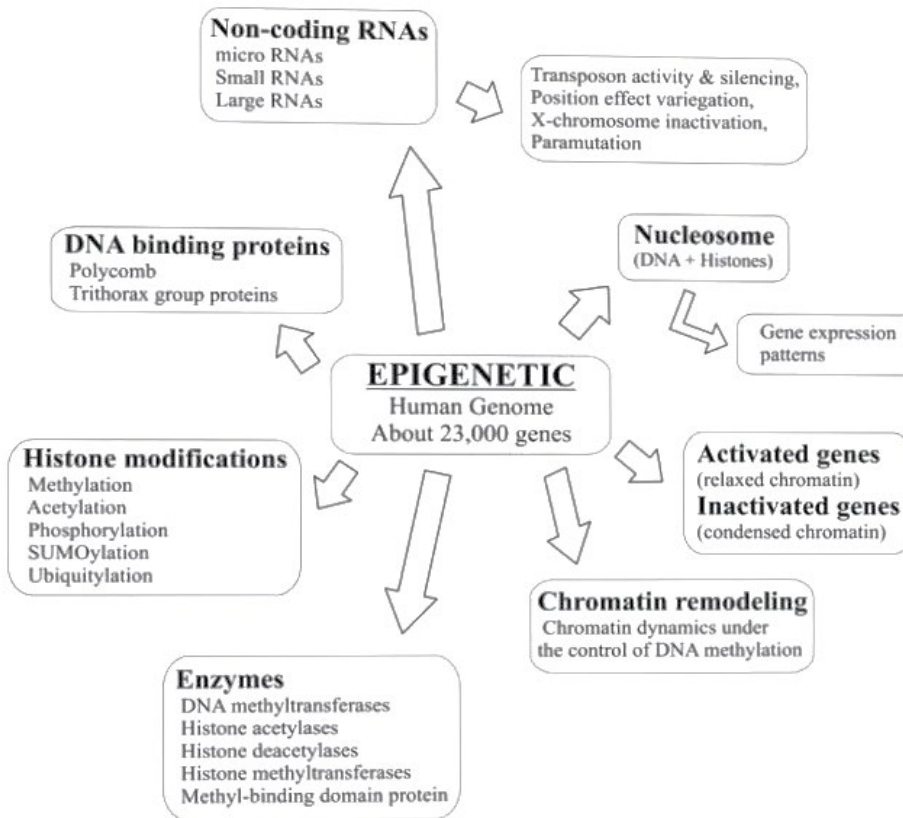 Non-coding RNAs
micro RNAs
Small RNAs
Large RNAs
Transposon activity & silencing,
Position effect variegation,
X-chromosome inactivation,
Paramutation
DNA binding proteins
Polycomb
Trithorax group proteins
Nucleosome
(DNA + Histones)
Gene expression
patterns
EPIGENETIC
Human Genome
About 23,000 genes
Histone modifications
Methylation
Acetylation
Phosphorylation
SUMOylation
Ubiquitylation
Activated genes
(relaxed chromatin)
Inactivated genes
(condensed chromatin)
Chromatin remodeling
Chromatin dynamics under
the control of DNA methylation
Enzymes
DNA methyltransferases
Histone acetylases
Histone deacetylases
Histone methyltransferases
Methyl-binding domain protein